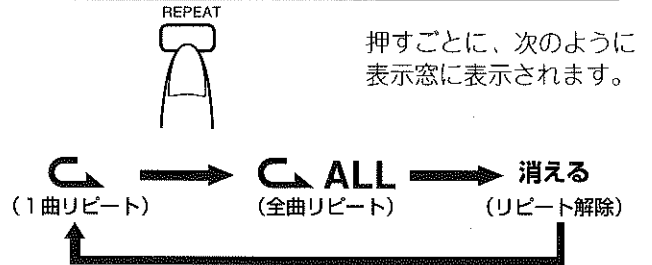 REPEAT
押すごとに、次のように
表示窓に表示されます。
ALL
消える
(1曲リピート)
(全曲リピート)
(リピート解除)